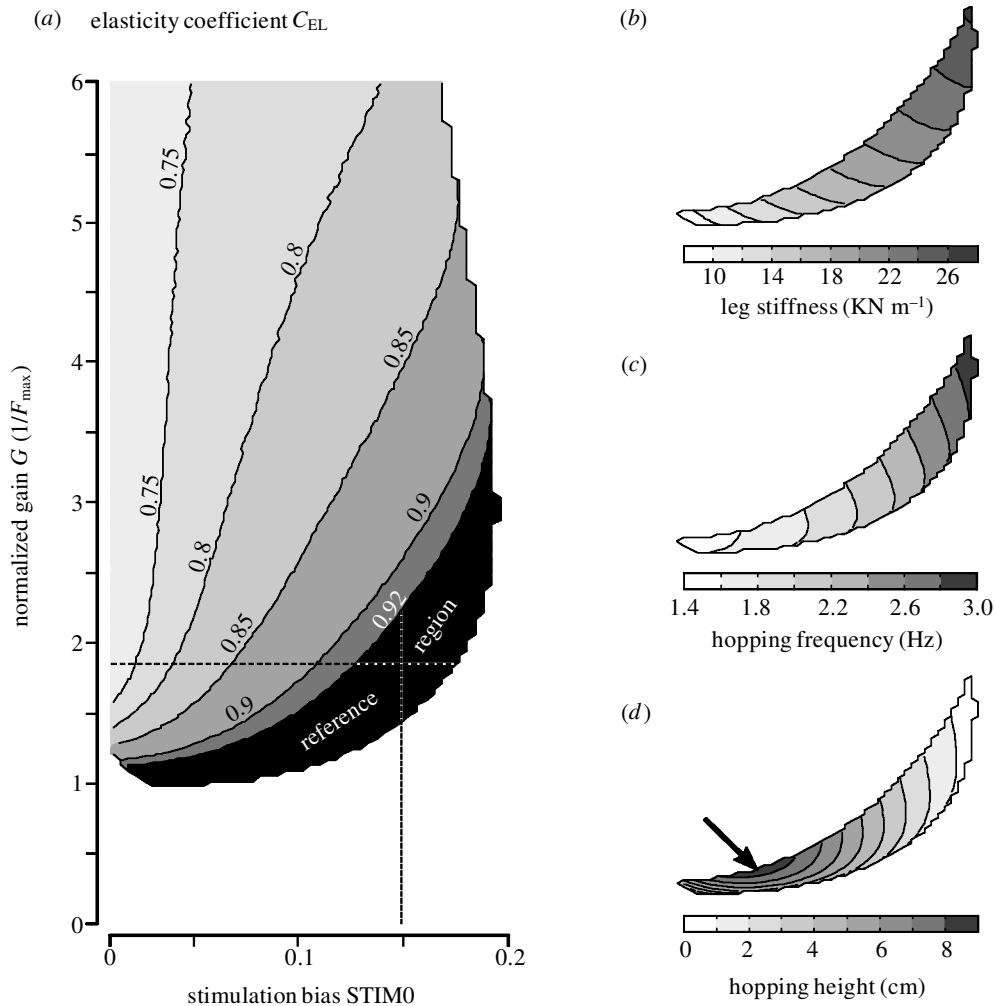 (a) elasticity coefficient C_EL
6
5
4
3
2
1
0
normalized gain G (1/F_max)
0.75
0.8
0.85
0.75
0.9
0.8
0.92
0.85
region
0.9
reference
0 0.1 0.2
stimulation bias STIM0
(b)
10 14 18 22 26
leg stiffness (KN m⁻¹)
(c)
1.4 1.8 2.2 2.6 3.0
hopping frequency (Hz)
(d)
0 2 4 6 8
hopping height (cm)